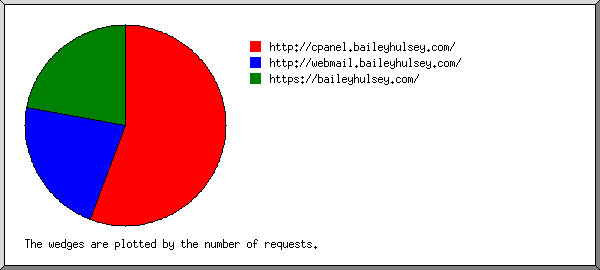 http://cpanel.baileyhulsey.com/
http://webmail.baileyhulsey.com/
https://baileyhulsey.com/
The wedges are plotted by the number of requests.